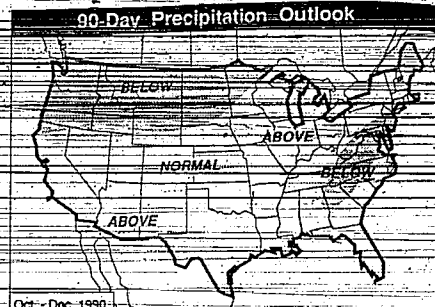 90-Day Precipitation Outlook
BELOW
ABOVE
NORMAL
BELOW
ABOVE
Oct - Dec 1990